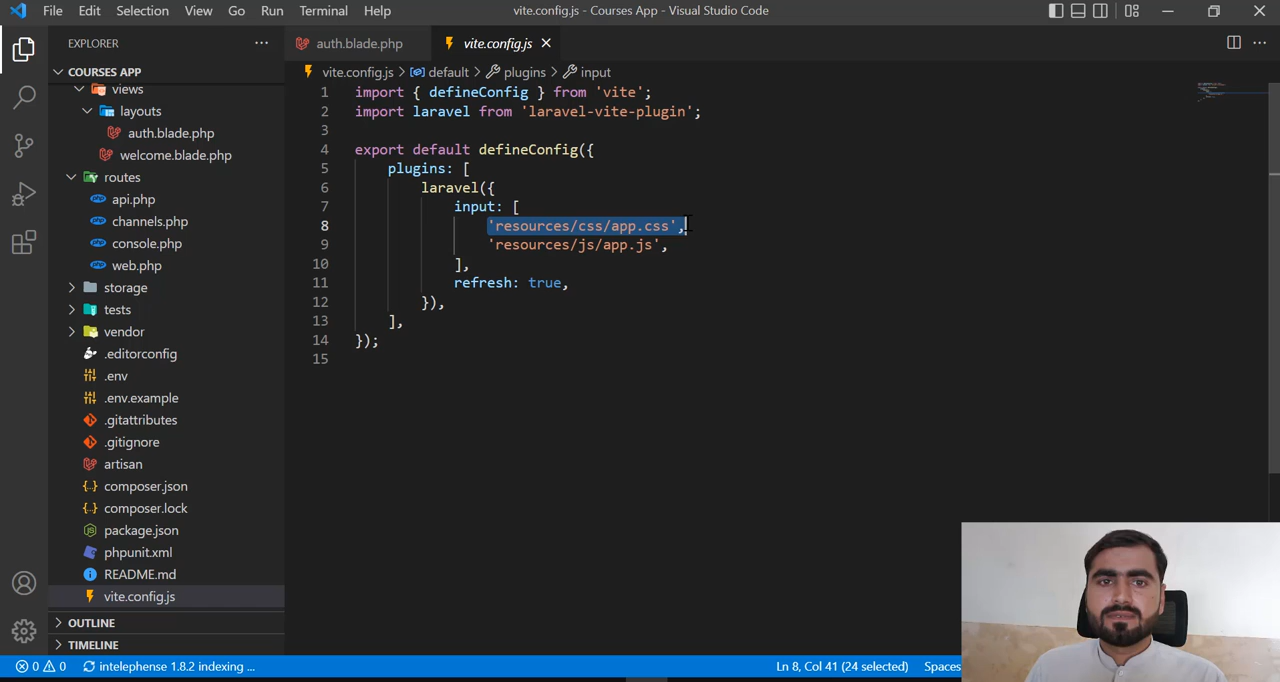 File Edit Selection View Go Run Terminal Help
vite.config.js - Courses App - Visual Studio Code
EXPLORER
COURSES APP
views
layouts
auth.blade.php
welcome.blade.php
routes
api.php
channels.php
console.php
web.php
storage
tests
vendor
.editorconfig
.env
.env.example
.gitattributes
.gitignore
artisan
composer.json
composer.lock
package.json
phpunit.xml
README.md
vite.config.js
OUTLINE
TIMELINE
auth.blade.php vite.config.js
vite.config.js > default > plugins > input
1 import { defineConfig } from 'vite';
2 import laravel from 'laravel-vite-plugin';
3
4 export default defineConfig({
5 plugins: [
6 laravel({
7 input: [
8 'resources/css/app.css',
9 'resources/js/app.js',
10 ],
11 refresh: true,
12 }),
13 ],
14 });
15
0 0 intelephense 1.8.2 indexing ... Ln 8, Col 41 (24 selected) Spaces